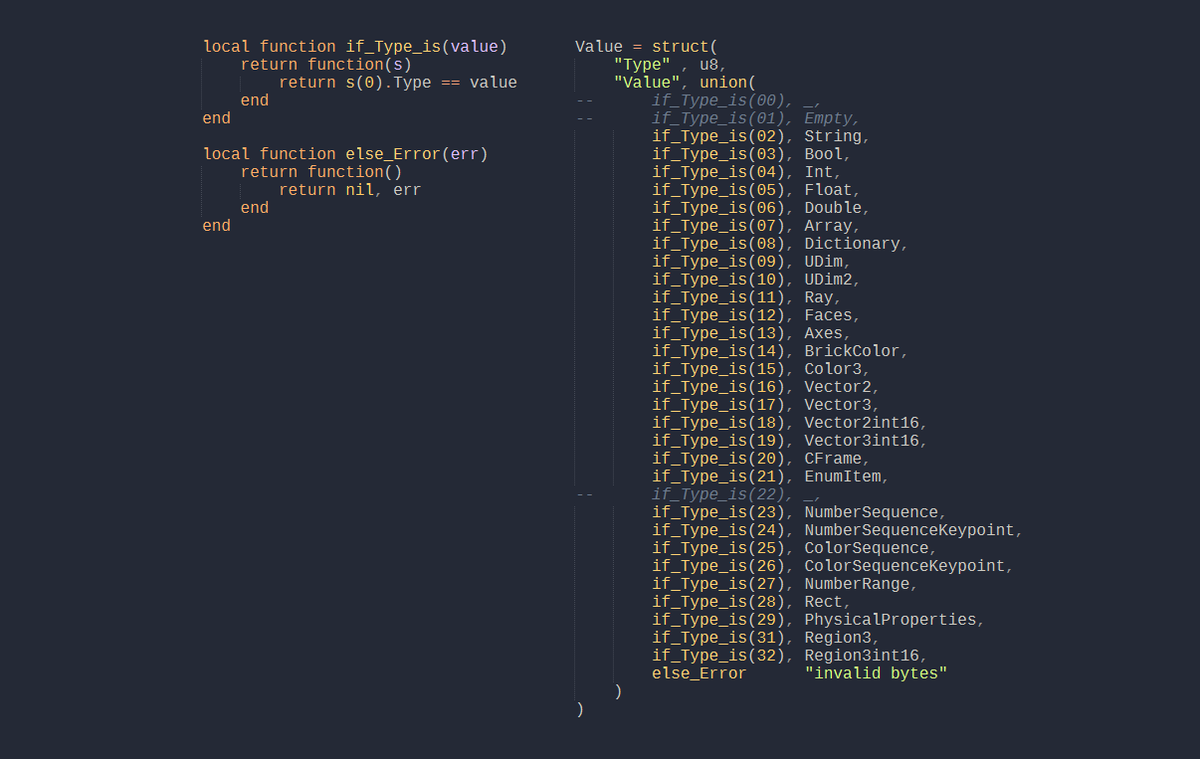 local function if_Type_is(value)
    return function(s)
        return s(0).Type == value
    end
end

local function else_Error(err)
    return function()
        return nil, err
    end
end

Value = struct(
    "Type" , u8,
    "Value", union(
--      if_Type_is(00), _,
--      if_Type_is(01), Empty,
        if_Type_is(02), String,
        if_Type_is(03), Bool,
        if_Type_is(04), Int,
        if_Type_is(05), Float,
        if_Type_is(06), Double,
        if_Type_is(07), Array,
        if_Type_is(08), Dictionary,
        if_Type_is(09), UDim,
        if_Type_is(10), UDim2,
        if_Type_is(11), Ray,
        if_Type_is(12), Faces,
        if_Type_is(13), Axes,
        if_Type_is(14), BrickColor,
        if_Type_is(15), Color3,
        if_Type_is(16), Vector2,
        if_Type_is(17), Vector3,
        if_Type_is(18), Vector2int16,
        if_Type_is(19), Vector3int16,
        if_Type_is(20), CFrame,
        if_Type_is(21), EnumItem,
--      if_Type_is(22), _,
        if_Type_is(23), NumberSequence,
        if_Type_is(24), NumberSequenceKeypoint,
        if_Type_is(25), ColorSequence,
        if_Type_is(26), ColorSequenceKeypoint,
        if_Type_is(27), NumberRange,
        if_Type_is(28), Rect,
        if_Type_is(29), PhysicalProperties,
        if_Type_is(31), Region3,
        if_Type_is(32), Region3int16,
        else_Error      "invalid bytes"
    )
)